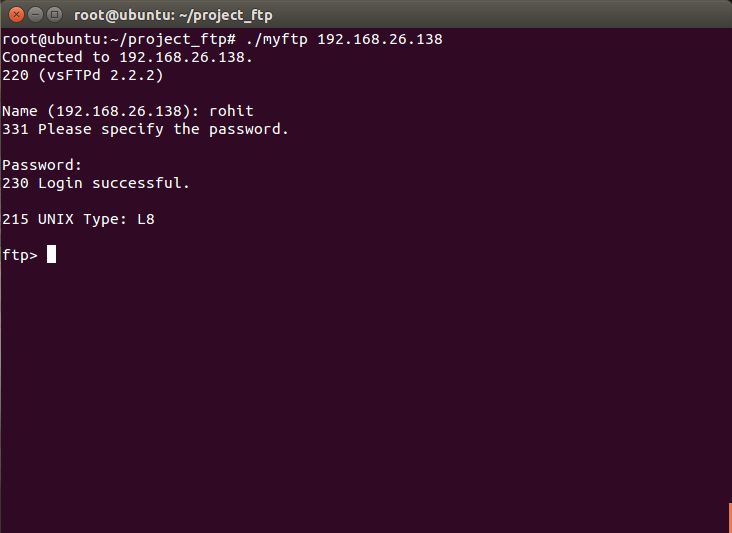 root@ubuntu: ~/project_ftp
root@ubuntu:~/project_ftp# ./myftp 192.168.26.138
Connected to 192.168.26.138.
220 (vsFTPd 2.2.2)
Name (192.168.26.138): rohit
331 Please specify the password.
Password:
230 Login successful.
215 UNIX Type: L8
ftp>